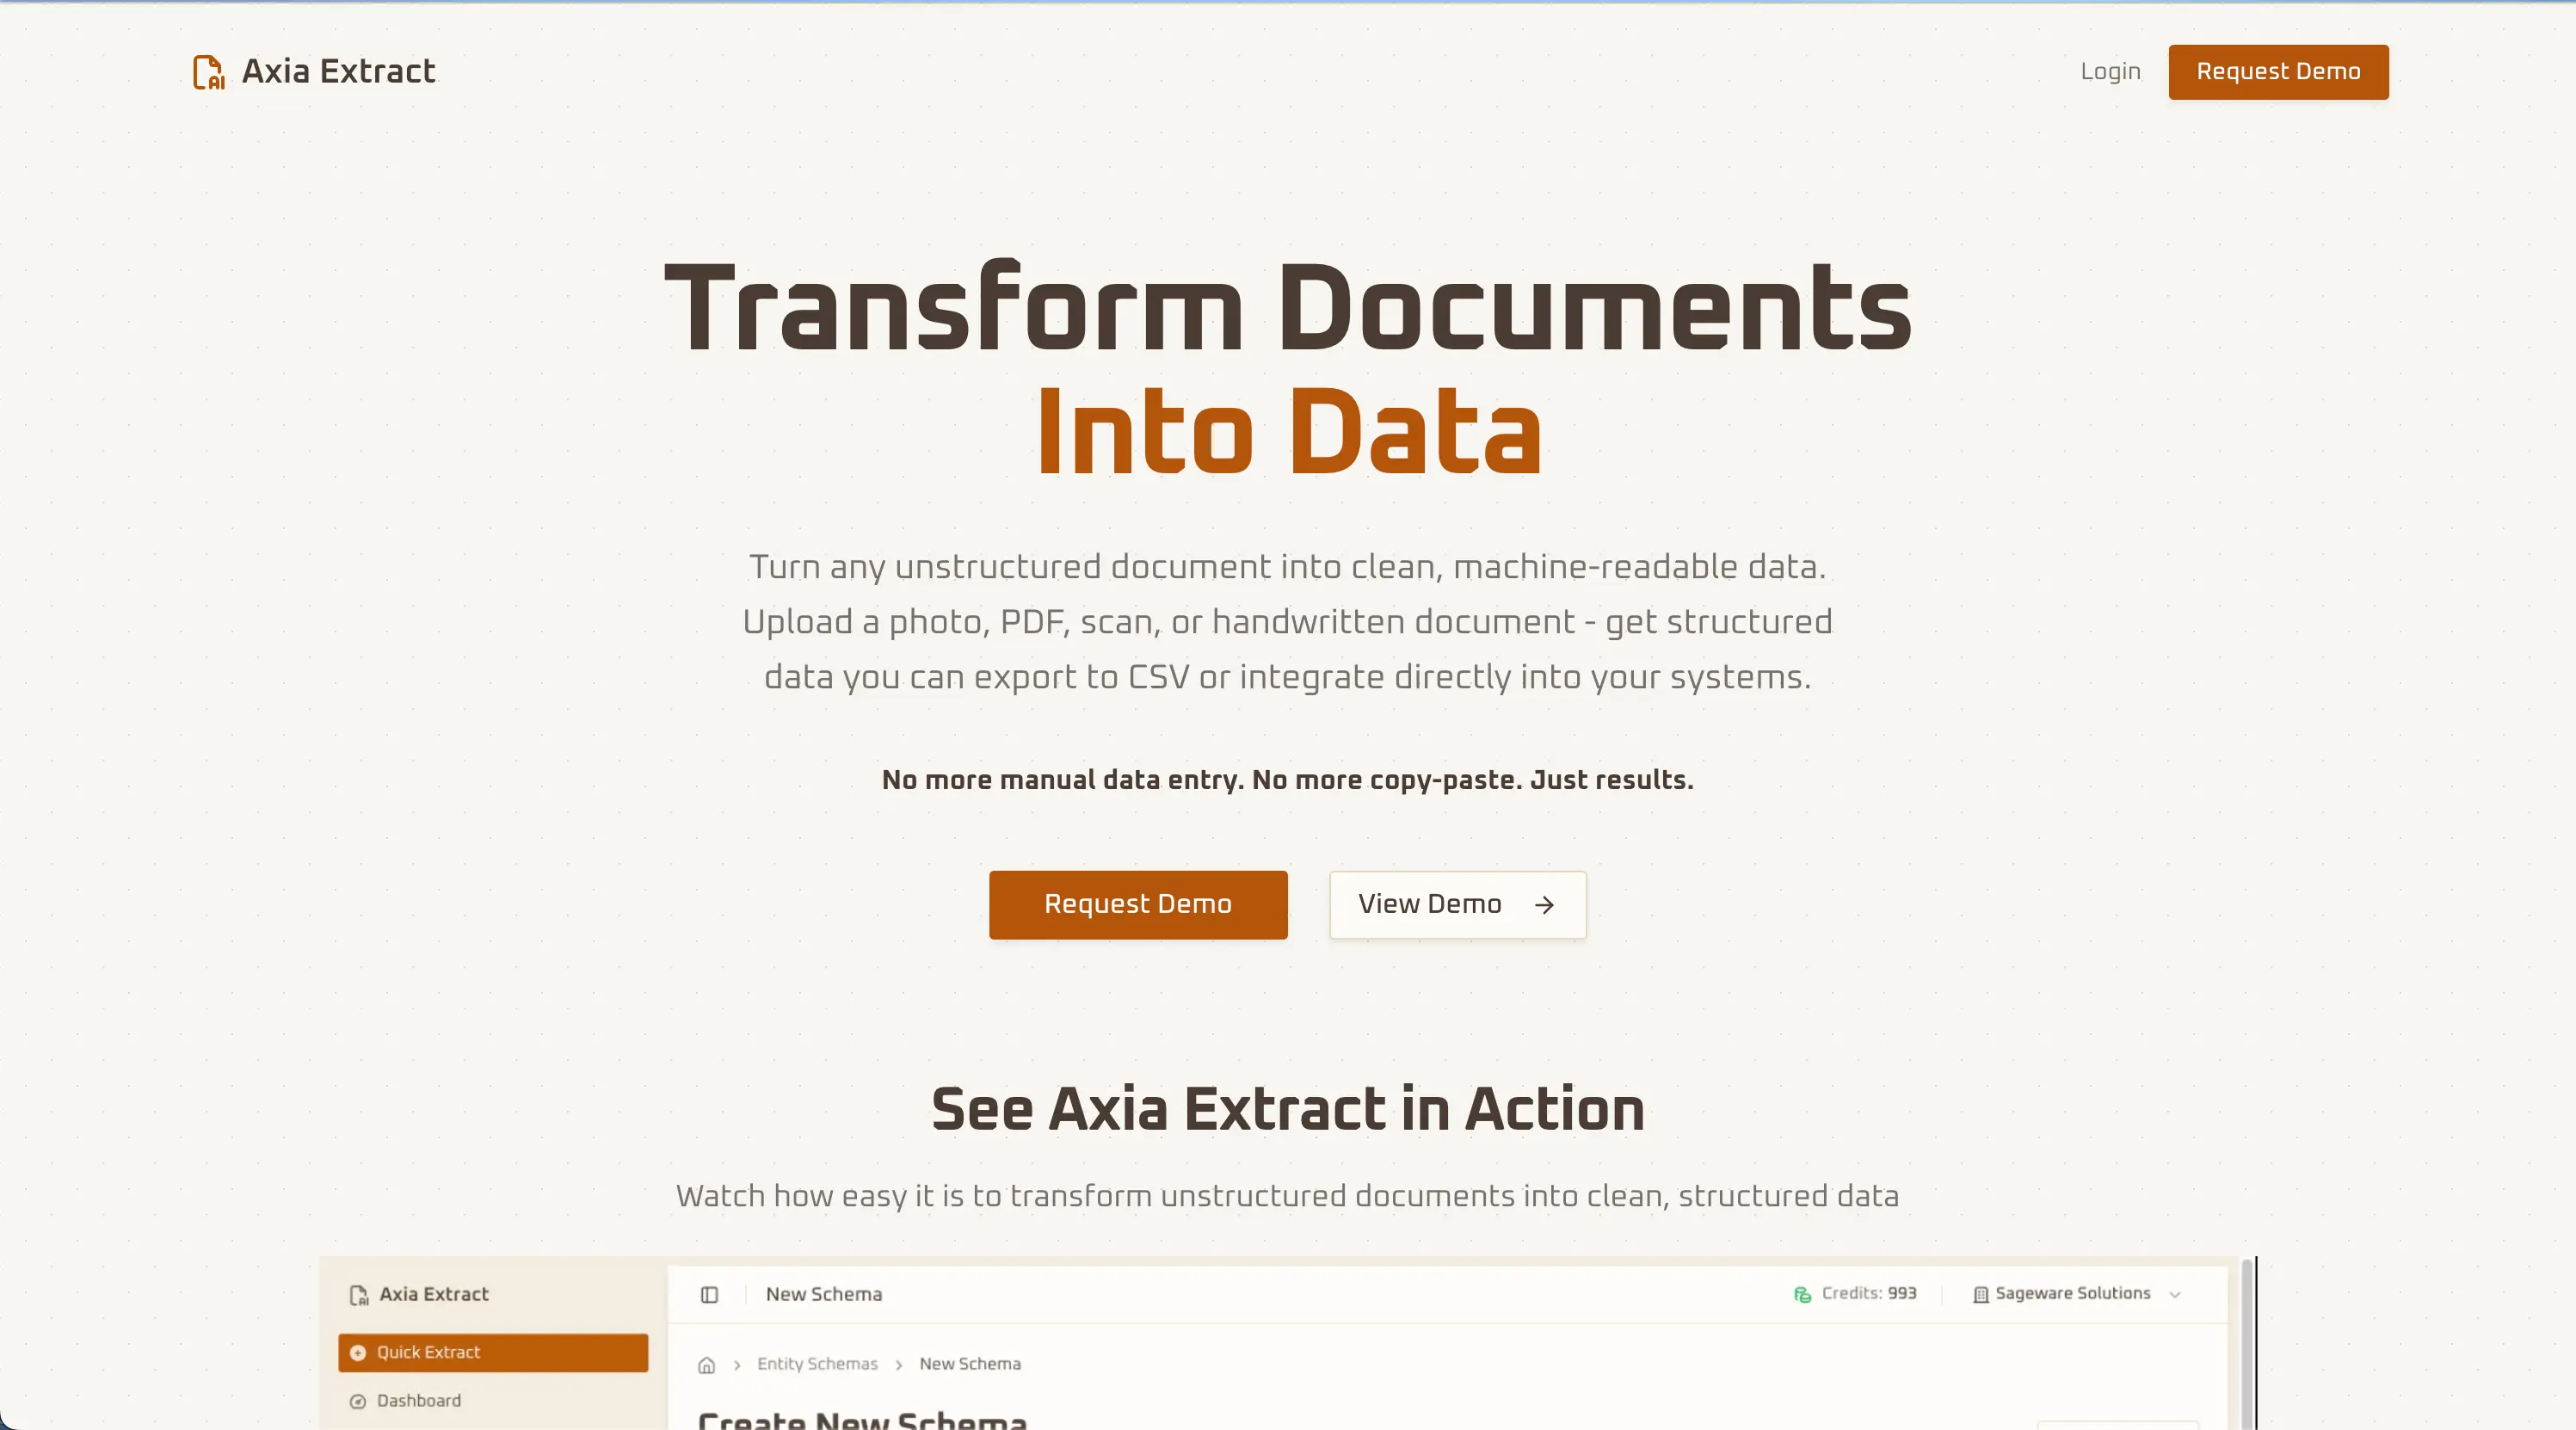 Axia Extract
Login
Request Demo
Transform Documents
Into Data
Turn any unstructured document into clean, machine-readable data.
Upload a photo, PDF, scan, or handwritten document - get structured
data you can export to CSV or integrate directly into your systems.
No more manual data entry. No more copy-paste. Just results.
Request Demo
View Demo
See Axia Extract in Action
Watch how easy it is to transform unstructured documents into clean, structured data
Axia Extract
New Schema
Credits: 993
Sageware Solutions
Quick Extract
Entity Schemas > New Schema
Dashboard
Create New Schema